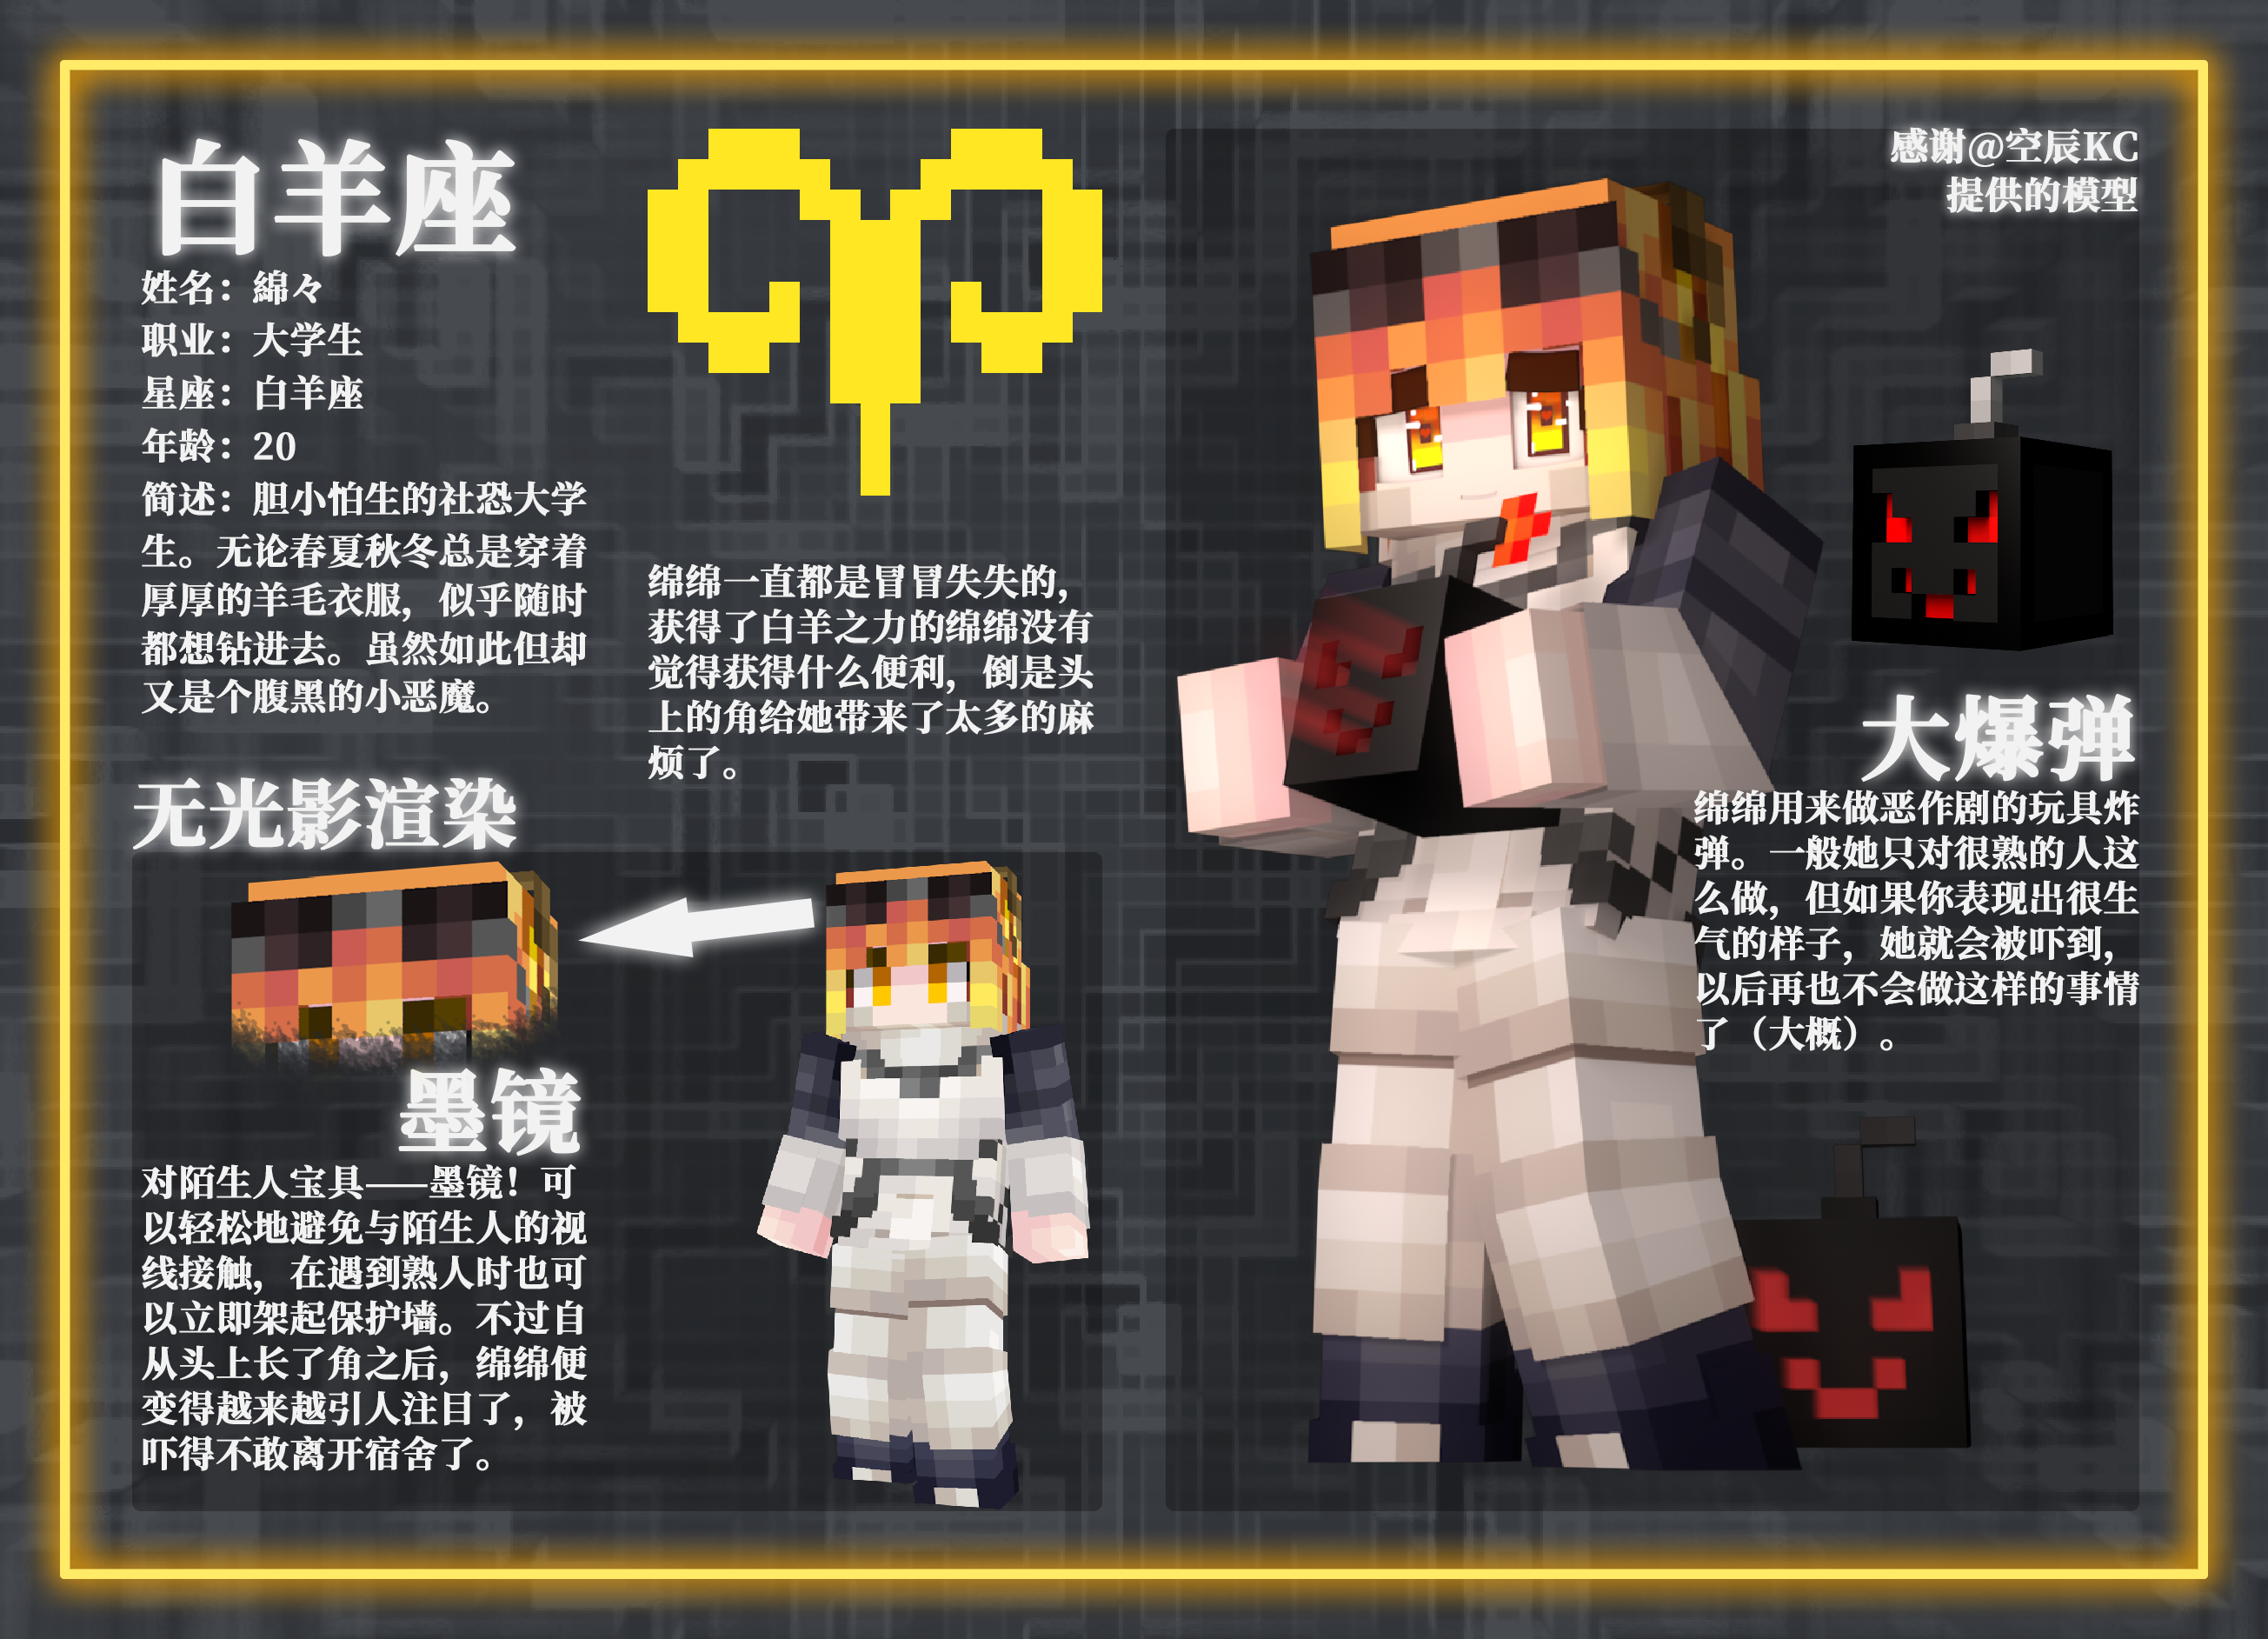 白羊座
姓名：綿々
职业：大学生
星座：白羊座
年龄：20
简述：胆小怕生的社恐大学
生。无论春夏秋冬总是穿着
厚厚的羊毛衣服，似乎随时
都想钻进去。虽然如此但却
又是个腹黑的小恶魔。
绵绵一直都是冒冒失失的，
获得了白羊之力的绵绵没有
觉得获得什么便利，倒是头
上的角给她带来了太多的麻
烦了。
无光影渲染
墨镜
对陌生人宝具——墨镜！可
以轻松地避免与陌生人的视
线接触，在遇到熟人时也可
以立即架起保护墙。不过自
从头上长了角之后，绵绵便
变得越来越引人注目了，被
吓得不敢离开宿舍了。
感谢@空辰KC
提供的模型
大爆弹
绵绵用来做恶作剧的玩具炸
弹。一般她只对很熟的人这
么做，但如果你表现出很生
气的样子，她就会被吓到，
以后再也不会做这样的事情
了（大概）。